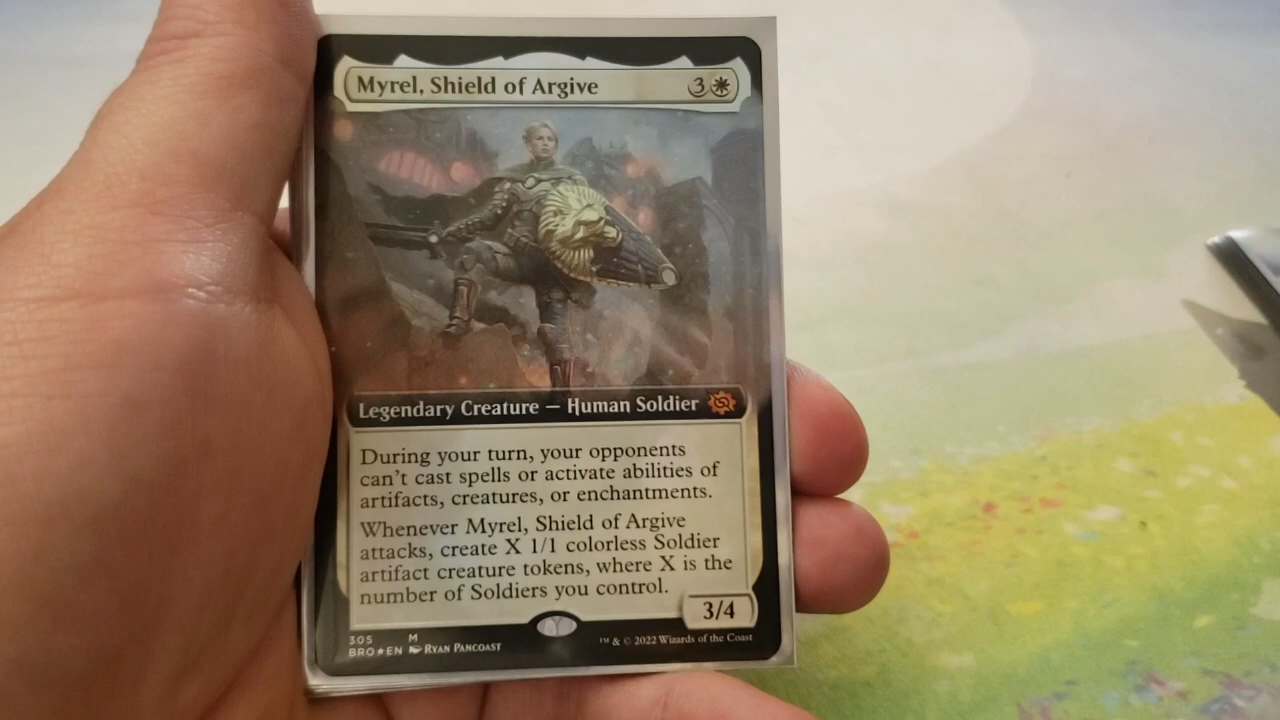 Myrel, Shield of Argive 3
Legendary Creature — Human Soldier
During your turn, your opponents
can't cast spells or activate abilities of
artifacts, creatures, or enchantments.
Whenever Myrel, Shield of Argive
attacks, create X 1/1 colorless Soldier
artifact creature tokens, where X is the
number of Soldiers you control.
3/4
305 M
BRO★EN RYAN PANCOAST
™ & © 2022 Wizards of the Coast